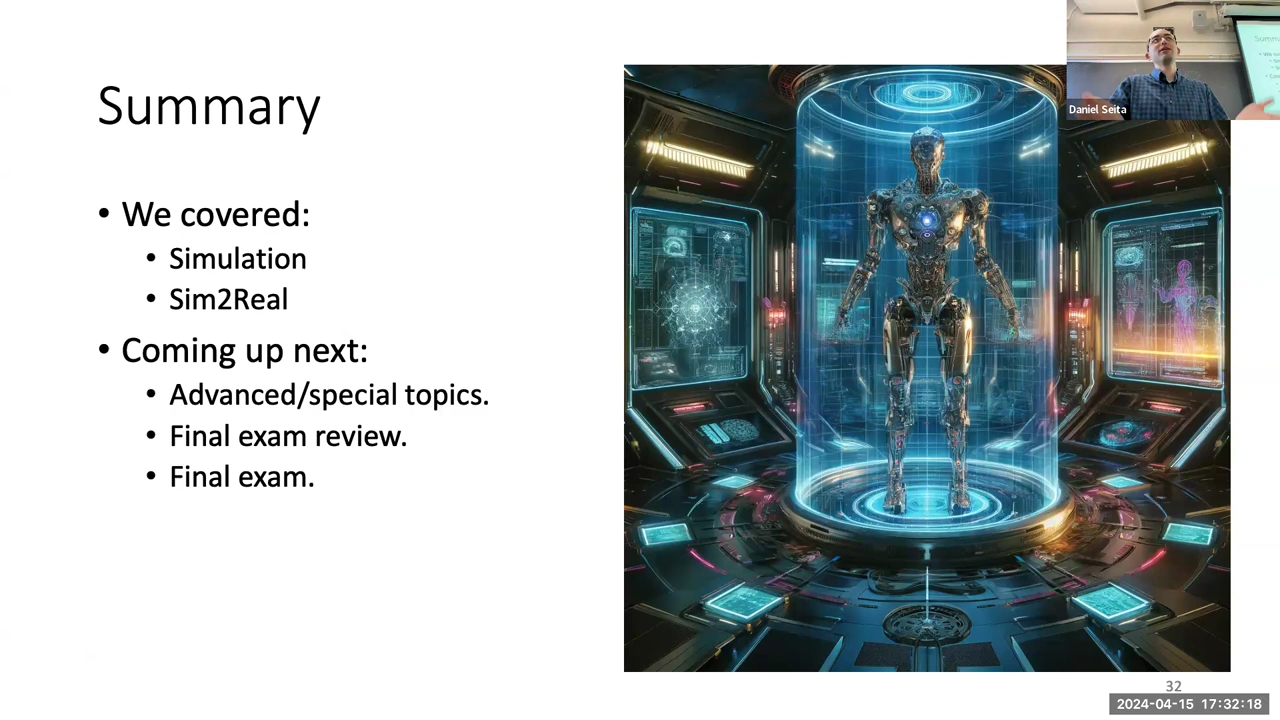 Summary
• We covered:
• Simulation
• Sim2Real
• Coming up next:
• Advanced/special topics.
• Final exam review.
• Final exam.
Daniel Seita
32
2024-04-15 17:32:18